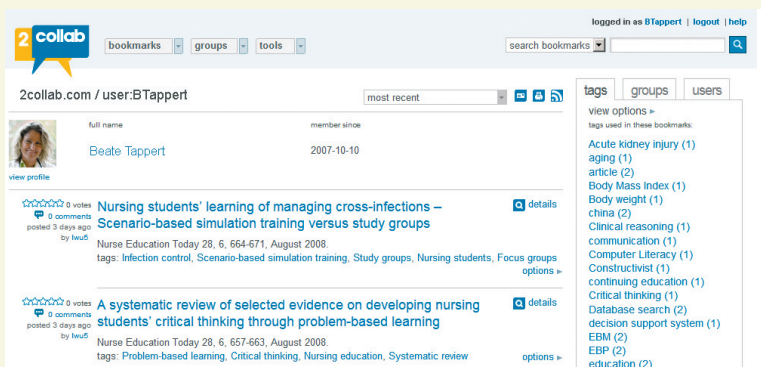 logged in as BTappert | logout | help
2 collab
bookmarks groups tools
search bookmarks
2collab.com / user:BTappert
most recent
full name
member since
Beate Tappert
2007-10-10
view profile
0 votes
0 comments
posted 3 days ago
by lwu5
Nursing students' learning of managing cross-infections –
Scenario-based simulation training versus study groups
details
Nurse Education Today 28, 6, 664-671, August 2008.
tags: Infection control, Scenario-based simulation training, Study groups, Nursing students, Focus groups
options
0 votes
0 comments
posted 3 days ago
by lwu5
A systematic review of selected evidence on developing nursing
students' critical thinking through problem-based learning
details
Nurse Education Today 28, 6, 657-663, August 2008.
tags: Problem-based learning, Critical thinking, Nursing education, Systematic review
options
tags groups users
view options
tags used in these bookmarks:
Acute kidney injury (1)
aging (1)
article (2)
Body Mass Index (1)
Body weight (1)
china (2)
Clinical reasoning (1)
communication (1)
Computer Literacy (1)
Constructivist (1)
continuing education (1)
Critical thinking (1)
Database search (2)
decision support system (1)
EBM (2)
EBP (2)
education (2)